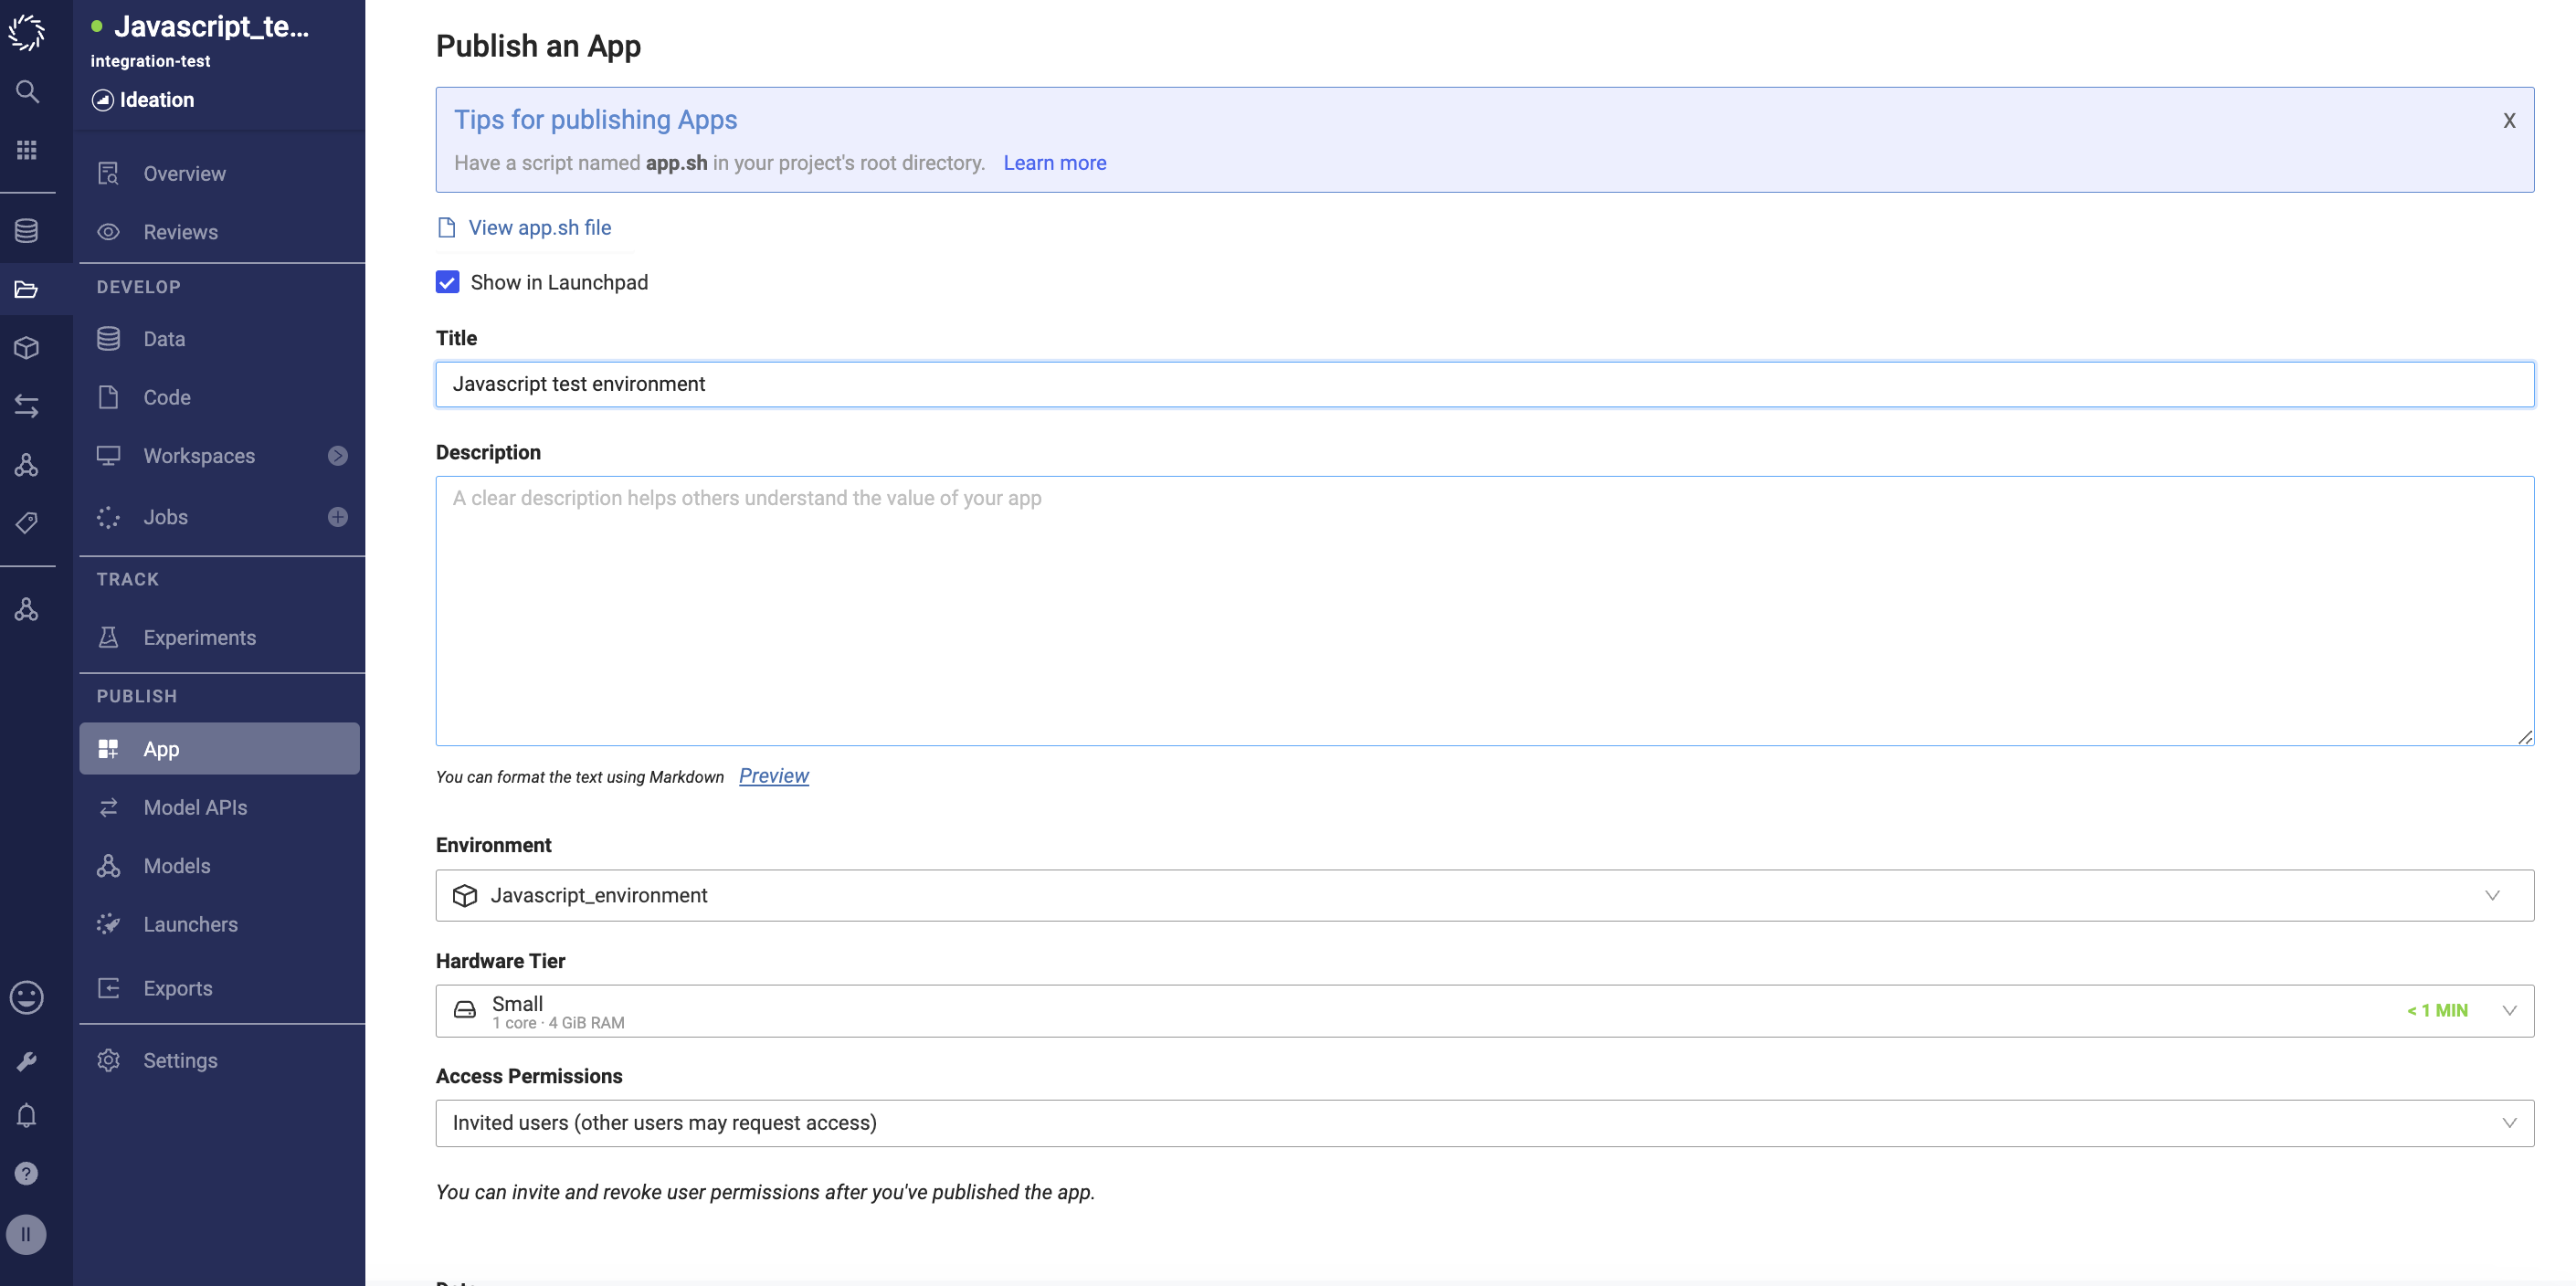 Javascript_te...
integration-test
Ideation
Overview
Reviews
DEVELOP
Data
Code
Workspaces
Jobs
TRACK
Experiments
PUBLISH
App
Model APIs
Models
Launchers
Exports
Settings
II
Publish an App
Tips for publishing Apps
X
Have a script named app.sh in your project's root directory. Learn more
View app.sh file
Show in Launchpad
Title
Javascript test environment
Description
A clear description helps others understand the value of your app
You can format the text using Markdown Preview
Environment
Javascript_environment
Hardware Tier
Small
1 core · 4 GiB RAM
< 1 MIN
Access Permissions
Invited users (other users may request access)
You can invite and revoke user permissions after you've published the app.